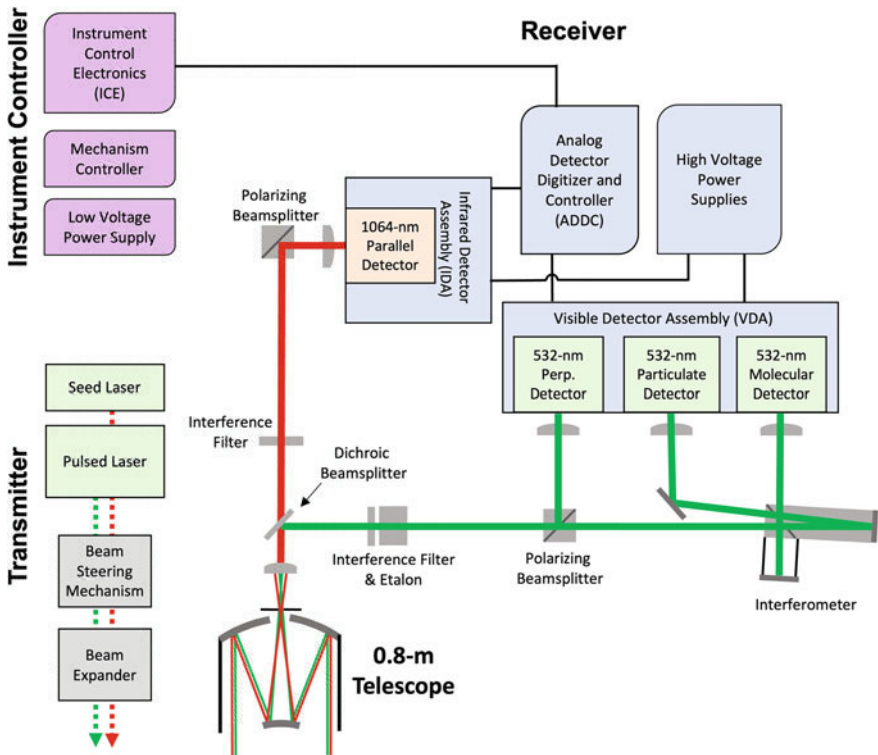 Instrument Controller
Instrument
Control
Electronics
(ICE)
Mechanism
Controller
Low Voltage
Power Supply
Receiver
Analog
Detector
Digitizer and
Controller
(ADDC)
High Voltage
Power
Supplies
Polarizing
Beamsplitter
1064-nm
Parallel
Detector
Infrared Detector
Assembly (IDA)
Visible Detector Assembly (VDA)
532-nm
Perp.
Detector
532-nm
Particulate
Detector
532-nm
Molecular
Detector
Interference
Filter
Dichroic
Beamsplitter
Interference Filter
& Etalon
Polarizing
Beamsplitter
Interferometer
0.8-m
Telescope
Transmitter
Seed Laser
Pulsed Laser
Beam
Steering
Mechanism
Beam
Expander